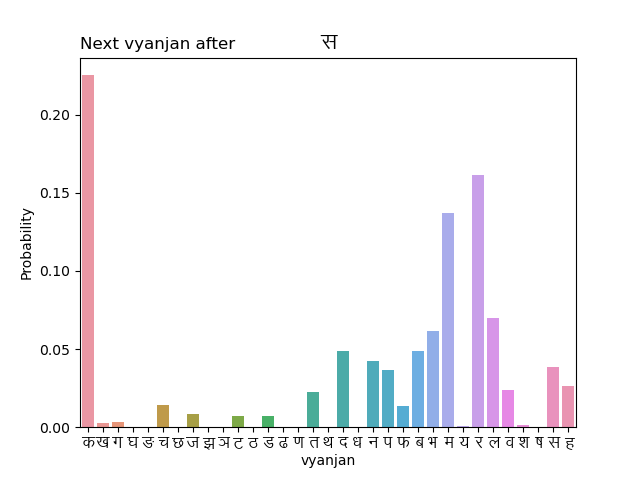 Next vyanjan after स
0.20
0.15
0.10
0.05
0.00
Probability
क ख ग घ ङ च छ ज झ ञ ट ठ ड ढ ण त थ द ध न प फ ब भ म य र ल व श ष स ह
vyanjan